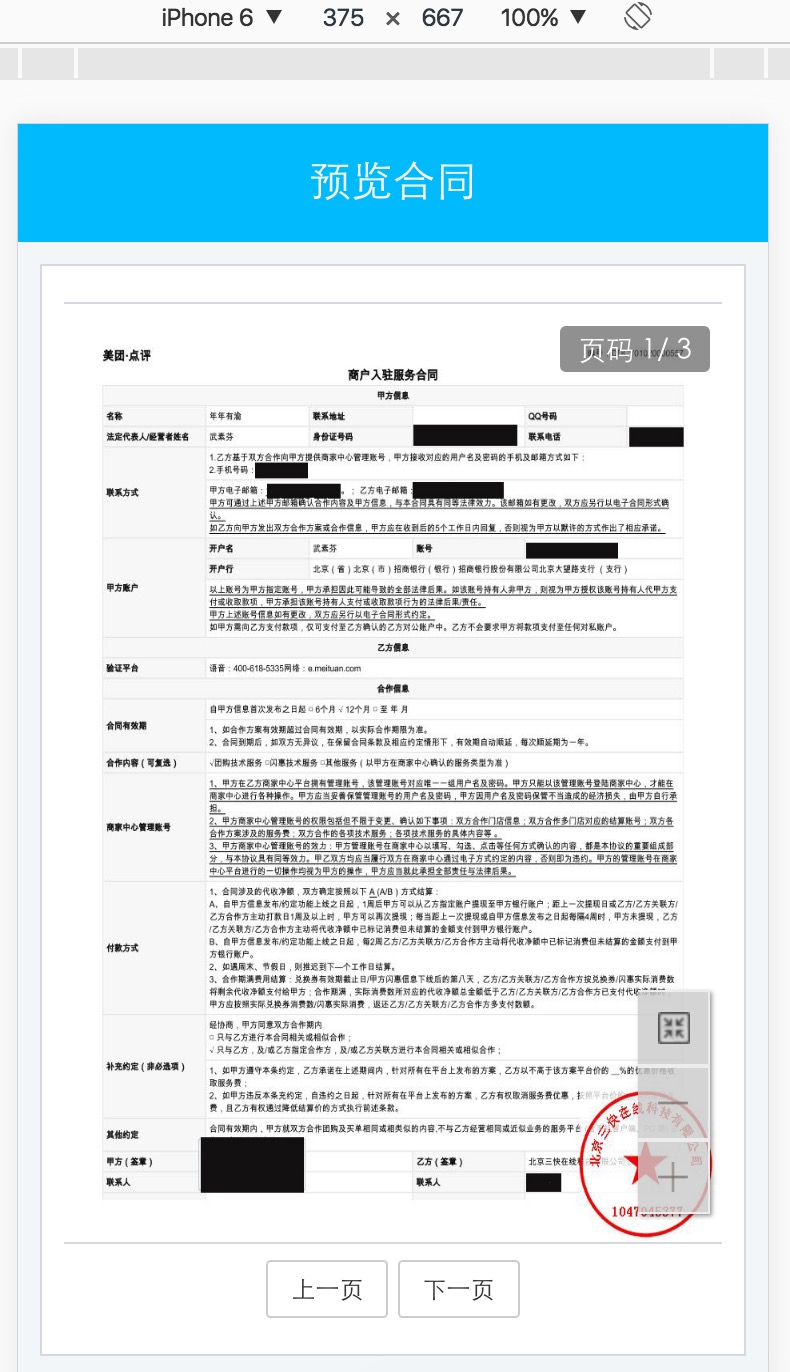 iPhone 6 ▼ 375 × 667 100% ▼
预览合同
美团·点评
页码 1 / 3
商户入驻服务合同
甲方信息
名称 年年有渝 联系地址 QQ号码
法定代表人/经营者姓名 武素芬 身份证号码 联系电话
联系方式
1.乙方基于双方合作向甲方提供商家中心管理账号，甲方接收对应的用户名及密码的手机及邮箱方式如下：
2.手机号码：
甲方电子邮箱： 。； 乙方电子邮箱：
甲方可通过上述甲方邮箱确认合作内容及甲方信息，与本合同具有同等法律效力。该邮箱如有更改，双方应另行以电子合同形式确
认。
如乙方向甲方发出双方合作方案或合作信息，甲方应在收到后的5个工作日内回复，否则视为甲方以默许的方式作出了相应承诺。
甲方账户
开户名 武素芬 账号
开户行 北京（省）北京（市）招商银行（银行）招商银行股份有限公司北京大望路支行（支行）
以上账号为甲方指定账号，甲方承担因此可能导致的全部法律后果。如该账号持有人非甲方，则视为甲方授权该账号持有人代甲方支
付或收取款项，甲方承担该账号持有人支付或收取款项行为的法律后果/责任。
甲方上述账号信息如有更改，双方应另行以电子合同形式约定。
如甲方需向乙方支付款项，仅可支付至乙方确认的乙方对公账户中。乙方不会要求甲方将款项支付至任何对私账户。
乙方信息
验证平台 语音：400-618-5335网络：e.meituan.com
合作信息
合同有效期
自甲方信息首次发布之日起 □ 6个月 √ 12个月 □ 至 年 月
1、如合作方案有效期超过合同有效期，以实际合作期限为准。
2、合同到期后，如双方无异议，在保留合同条款及相应约定情形下，有效期自动顺延，每次顺延期为一年。
合作内容（可复选） √团购技术服务 □闪惠技术服务 □其他服务（以甲方在商家中心确认的服务类型为准）
商家中心管理账号
1、甲方在乙方商家中心平台拥有管理账号，该管理账号对应唯一一组用户名及密码。甲方只能以该管理账号登陆商家中心，才能在
商家中心进行各种操作。甲方应当妥善保管管理账号的用户名及密码，甲方因用户名及密码保管不当造成的经济损失，由甲方自行承
担。
2、甲方商家中心管理账号的权限包括但不限于变更、确认如下事项：双方合作门店信息；双方合作多门店对应的结算账号；双方各
合作方案涉及的服务费；双方合作的各项技术服务；各项技术服务的具体内容等 。
3、甲方商家中心管理账号的效力：甲方管理账号在商家中心以填写、勾选、点击等任何方式确认的内容，都是本协议的重要组成部
分，与本协议具有同等效力。甲乙双方均应当履行双方在商家中心通过电子方式约定的内容，否则即为违约。甲方的管理账号在商家
中心平台进行的一切操作均视为甲方的操作，甲方应当就此承担全部责任与法律后果。
付款方式
1、合同涉及的代收净额，双方确定按照以下 A (A/B ) 方式结算：
A、自甲方信息发布/约定功能上线之日起，1周后甲方可以从乙方指定账户提现至甲方银行账户；距上一次提现日或乙方/乙方关联方/
乙方合作方主动打款日1周及以上时，甲方可以再次提现；每当距上一次提现或自甲方信息发布之日起每隔4周时，甲方未提现，乙方
/乙方关联方/乙方合作方主动将代收净额中已标记消费但未结算的金额支付到甲方银行账户。
B、自甲方信息发布/约定功能上线之日起，每2周乙方/乙方关联方/乙方合作方主动将代收净额中已标记消费但未结算的金额支付到甲
方银行账户。
2、如遇周末、节假日，则推迟到下一个工作日结算。
3、合作期满费用结算：兑换券有效期截止日/甲方闪惠信息下线后的第八天，乙方/乙方关联方/乙方合作方按兑换券/闪惠实际消费数
将剩余代收净额支付给甲方；合作期满，实际消费数所对应的代收净额总金额低于乙方/乙方关联方/乙方合作方已支付代收
甲方应按照实际兑换券消费数/闪惠实际消费，返还乙方/乙方关联方/乙方合作方多支付数额。
补充约定（非必选项）
经协商，甲方同意双方合作期内
□ 只与乙方进行本合同相关或相似合作；
√ 只与乙方，及/或乙方指定合作方，及/或乙方关联方进行本合同相关或相似合作；
1、如甲方遵守本条约定，乙方承诺在上述期间内，针对所有在平台上发布的方案，乙方以不高于该方案平台价的 __%的优惠价格收
取服务费；
2、如甲方违反本条充约定，自违约之日起，针对所有在平台上发布的方案，乙方有权取消服务费优惠，
费，且乙方有权通过降低结算价的方式执行前述条款。
其他约定 合同有效期内，甲方就双方合作团购及买单相同或相类似的内容,不与乙方经营相同或近似业务的服务平台
甲方（签章） 乙方（签章） 北京三快在线科
联系人 联系人
北京三快在线科技有限公司
上一页 下一页